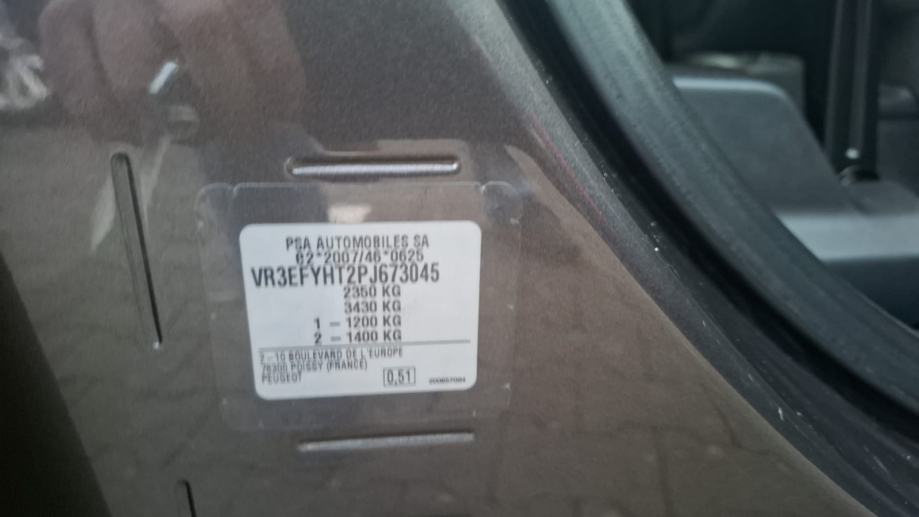 PSA AUTOMOBILES SA
e2*2007/46*0625
VR3EFYHT2PJ673045
2350 KG
3430 KG
1 – 1200 KG
2 – 1400 KG
2-10 BOULEVARD DE L'EUROPE
78300 POISSY (FRANCE)
PEUGEOT
0,51